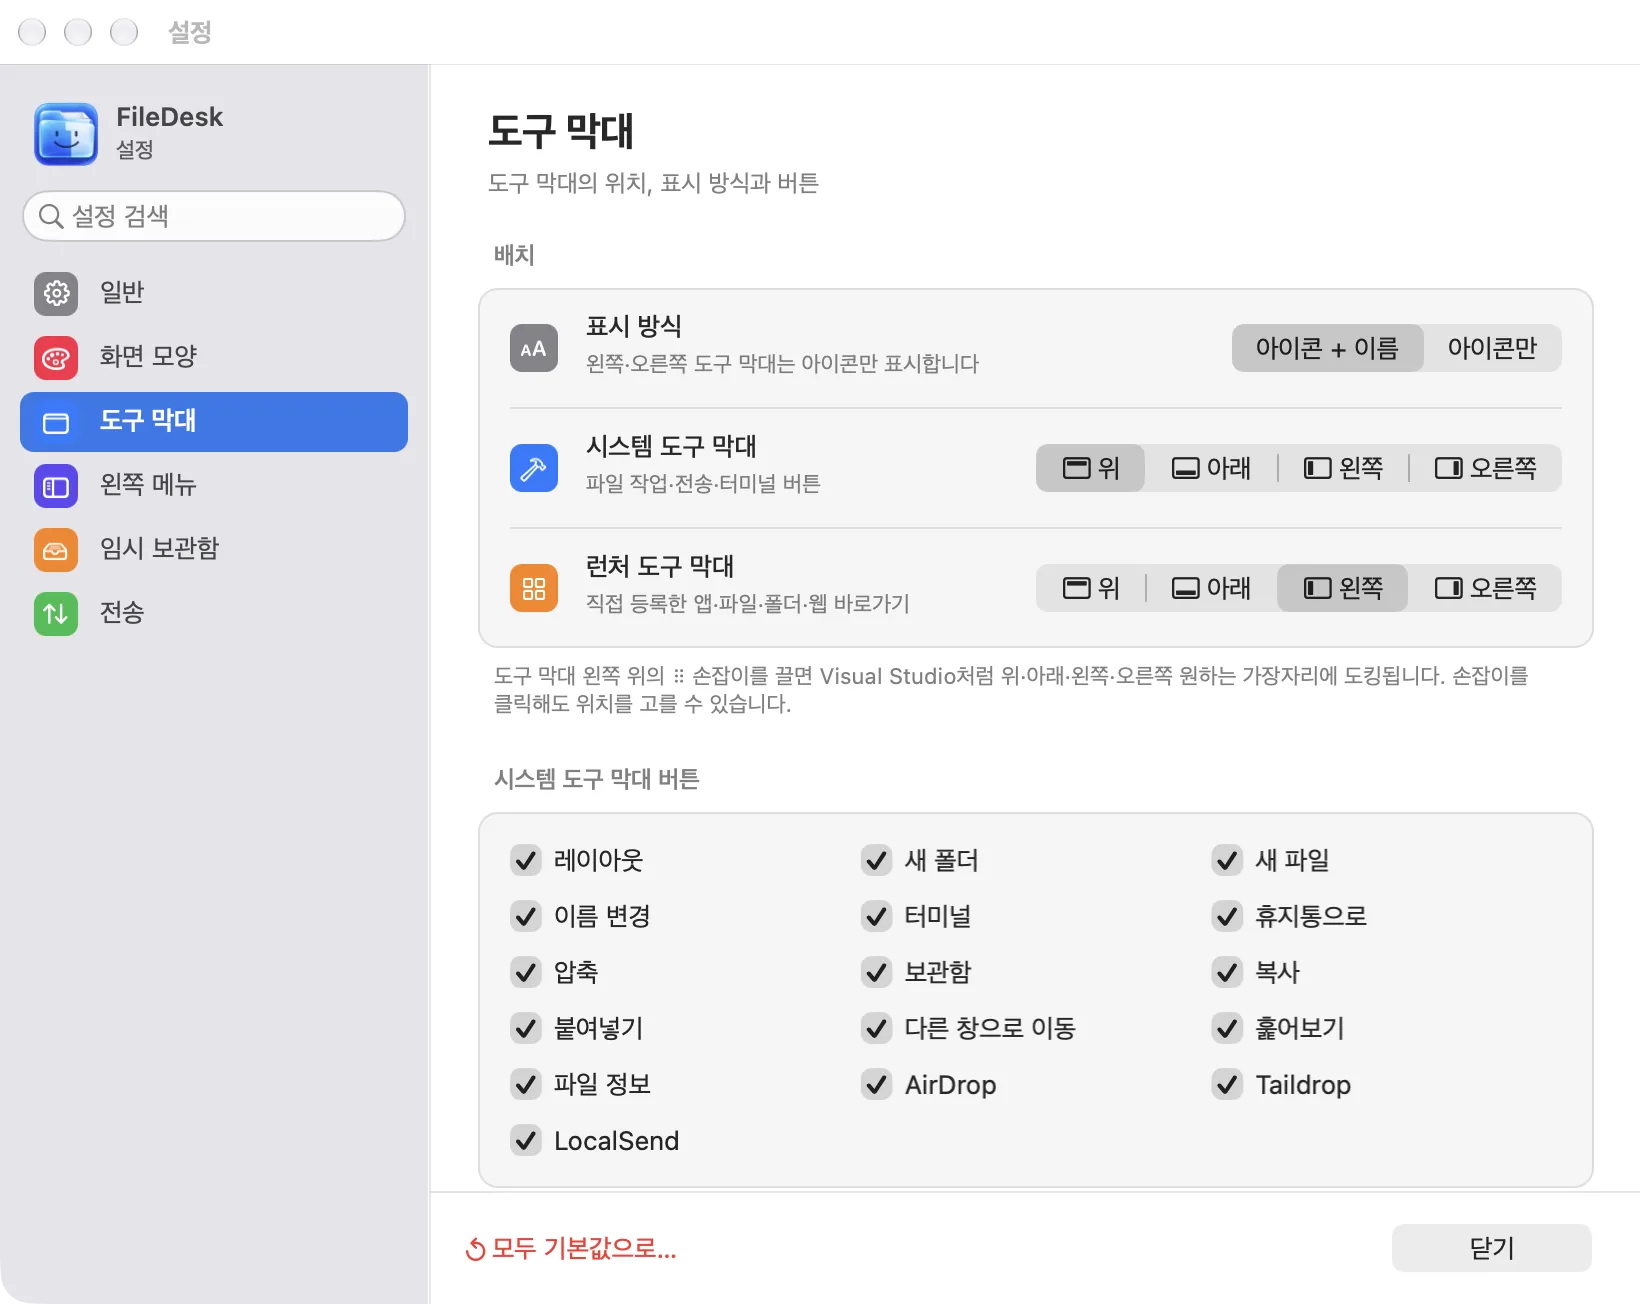 설정
FileDesk
설정
설정 검색
일반
화면 모양
도구 막대
왼쪽 메뉴
임시 보관함
전송
도구 막대
도구 막대의 위치, 표시 방식과 버튼
배치
AA
표시 방식
왼쪽·오른쪽 도구 막대는 아이콘만 표시합니다
아이콘 + 이름 아이콘만
시스템 도구 막대
파일 작업·전송·터미널 버튼
위 아래 왼쪽 오른쪽
런처 도구 막대
직접 등록한 앱·파일·폴더·웹 바로가기
위 아래 왼쪽 오른쪽
도구 막대 왼쪽 위의 ⠿ 손잡이를 끌면 Visual Studio처럼 위·아래·왼쪽·오른쪽 원하는 가장자리에 도킹됩니다. 손잡이를
클릭해도 위치를 고를 수 있습니다.
시스템 도구 막대 버튼
레이아웃 새 폴더 새 파일
이름 변경 터미널 휴지통으로
압축 보관함 복사
붙여넣기 다른 창으로 이동 훑어보기
파일 정보 AirDrop Taildrop
LocalSend
모두 기본값으로... 닫기